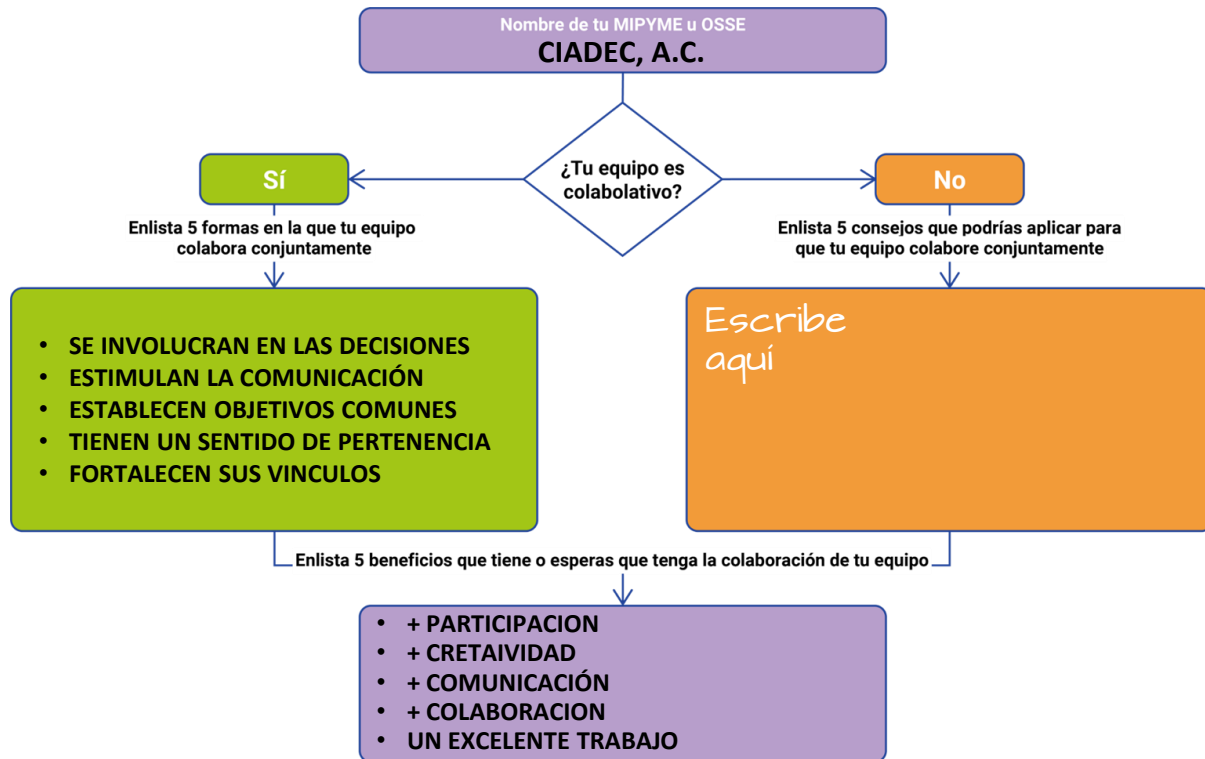 Nombre de tu MIPYME u OSSE
CIADEC, A.C.
¿Tu equipo es
colabolativo?
Sí
No
Enlista 5 formas en la que tu equipo
colabora conjuntamente
Enlista 5 consejos que podrías aplicar para
que tu equipo colabore conjuntamente
• SE INVOLUCRAN EN LAS DECISIONES
• ESTIMULAN LA COMUNICACIÓN
• ESTABLECEN OBJETIVOS COMUNES
• TIENEN UN SENTIDO DE PERTENENCIA
• FORTALECEN SUS VINCULOS
Escribe
aquí
Enlista 5 beneficios que tiene o esperas que tenga la colaboración de tu equipo
• + PARTICIPACION
• + CRETAIVIDAD
• + COMUNICACIÓN
• + COLABORACION
• UN EXCELENTE TRABAJO